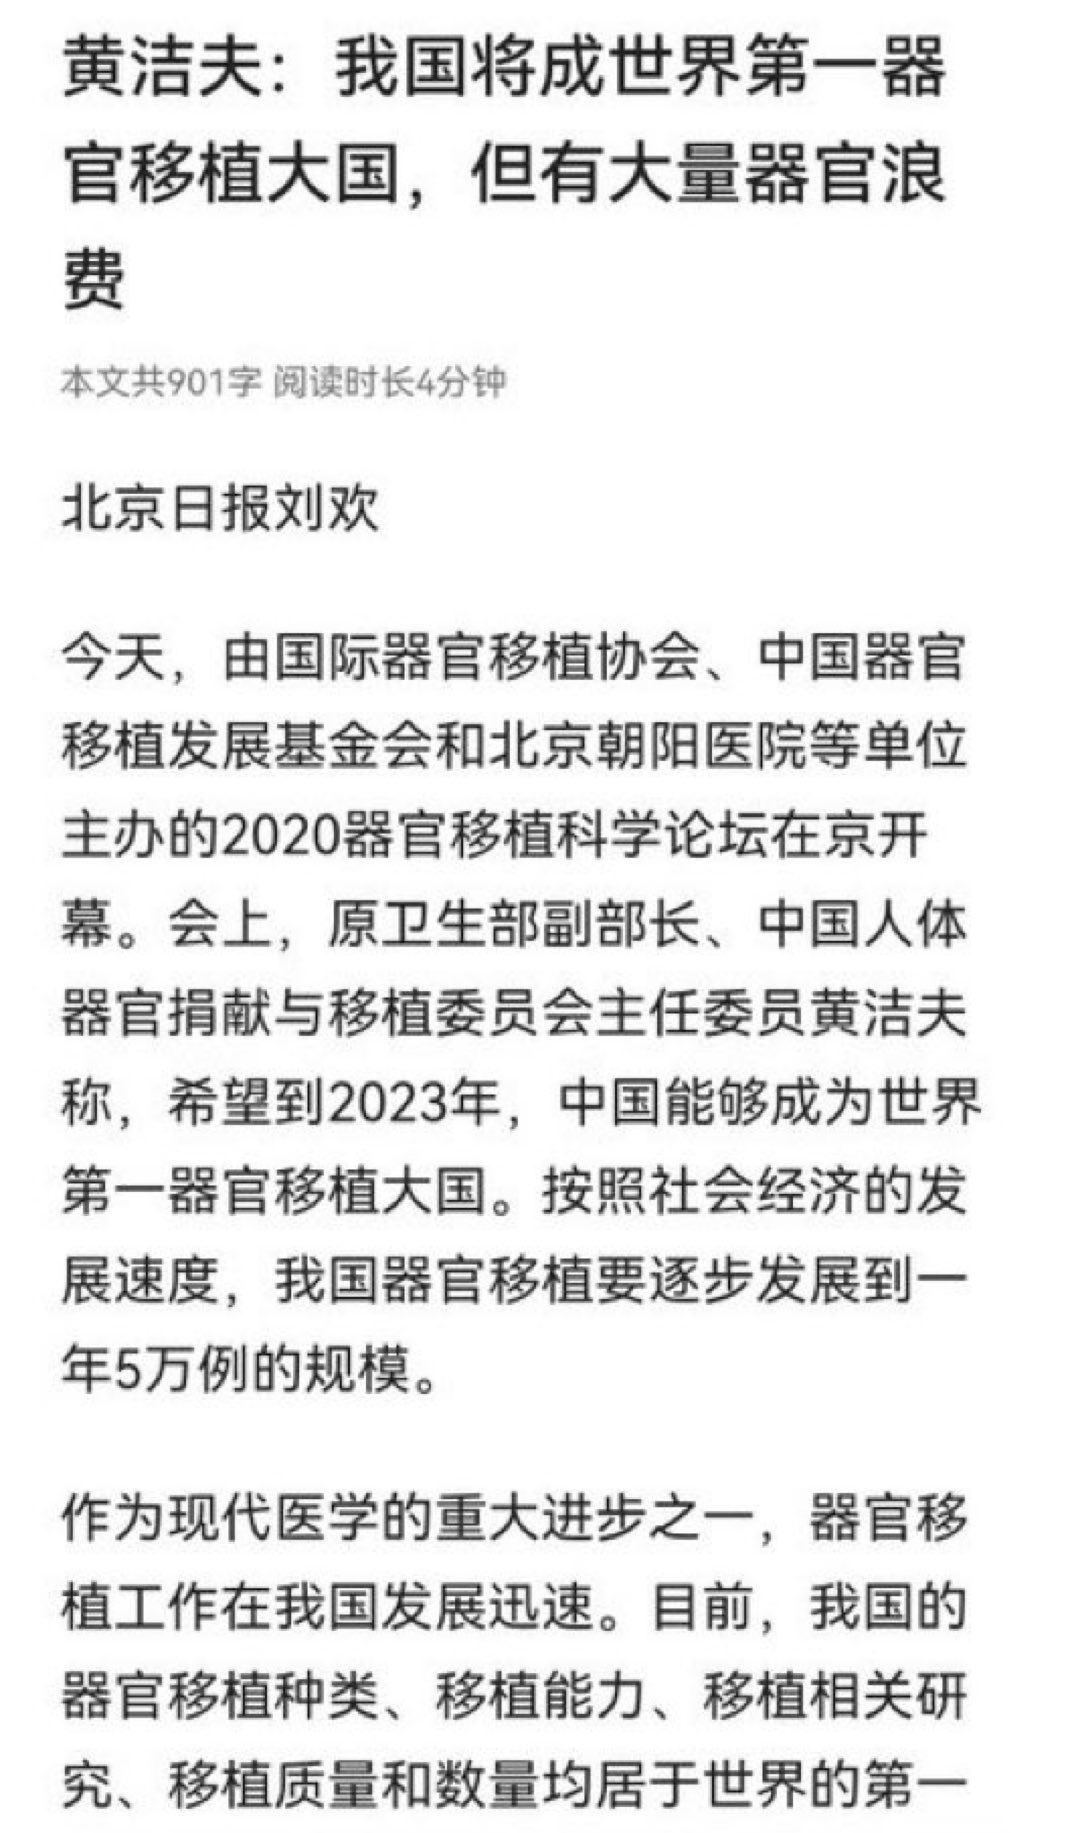 黄洁夫：我国将成世界第一器
官移植大国，但有大量器官浪
费
本文共901字 阅读时长4分钟
北京日报刘欢
今天，由国际器官移植协会、中国器官
移植发展基金会和北京朝阳医院等单位
主办的2020器官移植科学论坛在京开
幕。会上，原卫生部副部长、中国人体
器官捐献与移植委员会主任委员黄洁夫
称，希望到2023年，中国能够成为世界
第一器官移植大国。按照社会经济的发
展速度，我国器官移植要逐步发展到一
年5万例的规模。
作为现代医学的重大进步之一，器官移
植工作在我国发展迅速。目前，我国的
器官移植种类、移植能力、移植相关研
究、移植质量和数量均居于世界的第一